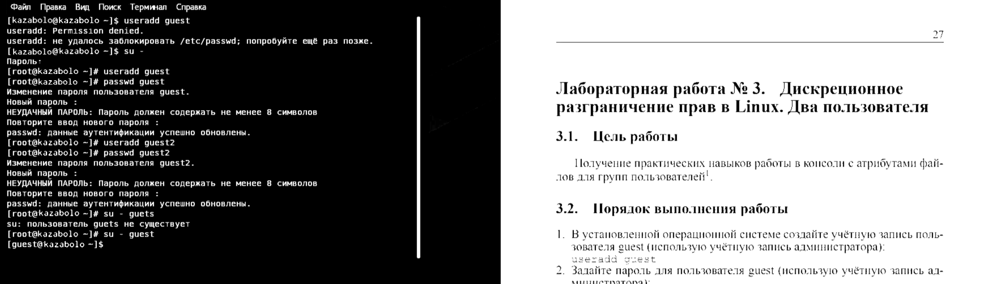 Файл Правка Вид Поиск Терминал Справка
[kazabolo@kazabolo ~]$ useradd guest
useradd: Permission denied.
useradd: не удалось заблокировать /etc/passwd; попробуйте ещё раз позже.
[kazabolo@kazabolo ~]$ su -
Пароль:
[root@kazabolo ~]# useradd guest
[root@kazabolo ~]# passwd guest
Изменение пароля пользователя guest.
Новый пароль :
НЕУДАЧНЫЙ ПАРОЛЬ: Пароль должен содержать не менее 8 символов
Повторите ввод нового пароля :
passwd: данные аутентификации успешно обновлены.
[root@kazabolo ~]# useradd guest2
[root@kazabolo ~]# passwd guest2
Изменение пароля пользователя guest2.
Новый пароль :
НЕУДАЧНЫЙ ПАРОЛЬ: Пароль должен содержать не менее 8 символов
Повторите ввод нового пароля :
passwd: данные аутентификации успешно обновлены.
[root@kazabolo ~]# su - guets
su: пользователь guets не существует
[root@kazabolo ~]# su - guest
[guest@kazabolo ~]$
27
Лабораторная работа № 3. Дискреционное
разграничение прав в Linux. Два пользователя
3.1. Цель работы
Получение практических навыков работы в консоли с атрибутами фай-
лов для групп пользователей¹.
3.2. Порядок выполнения работы
1. В установленной операционной системе создайте учётную запись поль-
зователя guest (использую учётную запись администратора):
useradd guest
2. Задайте пароль для пользователя guest (использую учётную запись ад-
министратора):